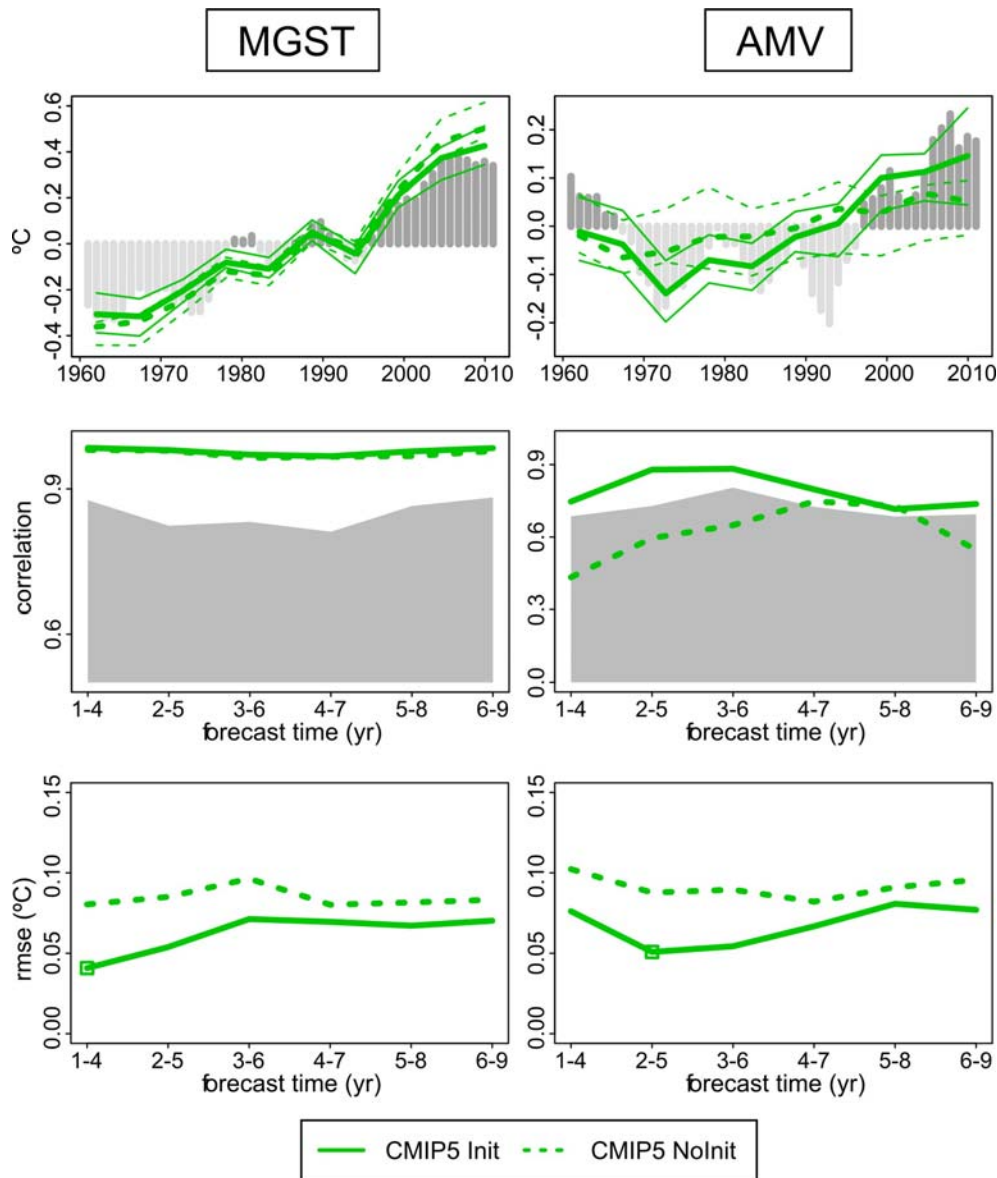 MGST
AMV
ºC
0.6
0.4
0.2
0.0
-0.2
-0.4
1960 1970 1980 1990 2000 2010
0.2
0.1
0.0
-0.1
-0.2
1960 1970 1980 1990 2000 2010
correlation
0.9
0.6
1-4 2-5 3-6 4-7 5-8 6-9
forecast time (yr)
0.9
0.6
0.3
0.0
1-4 2-5 3-6 4-7 5-8 6-9
forecast time (yr)
rmse (ºC)
0.15
0.10
0.05
0.00
1-4 2-5 3-6 4-7 5-8 6-9
forecast time (yr)
0.15
0.10
0.05
0.00
1-4 2-5 3-6 4-7 5-8 6-9
forecast time (yr)
CMIP5 Init CMIP5 NoInit